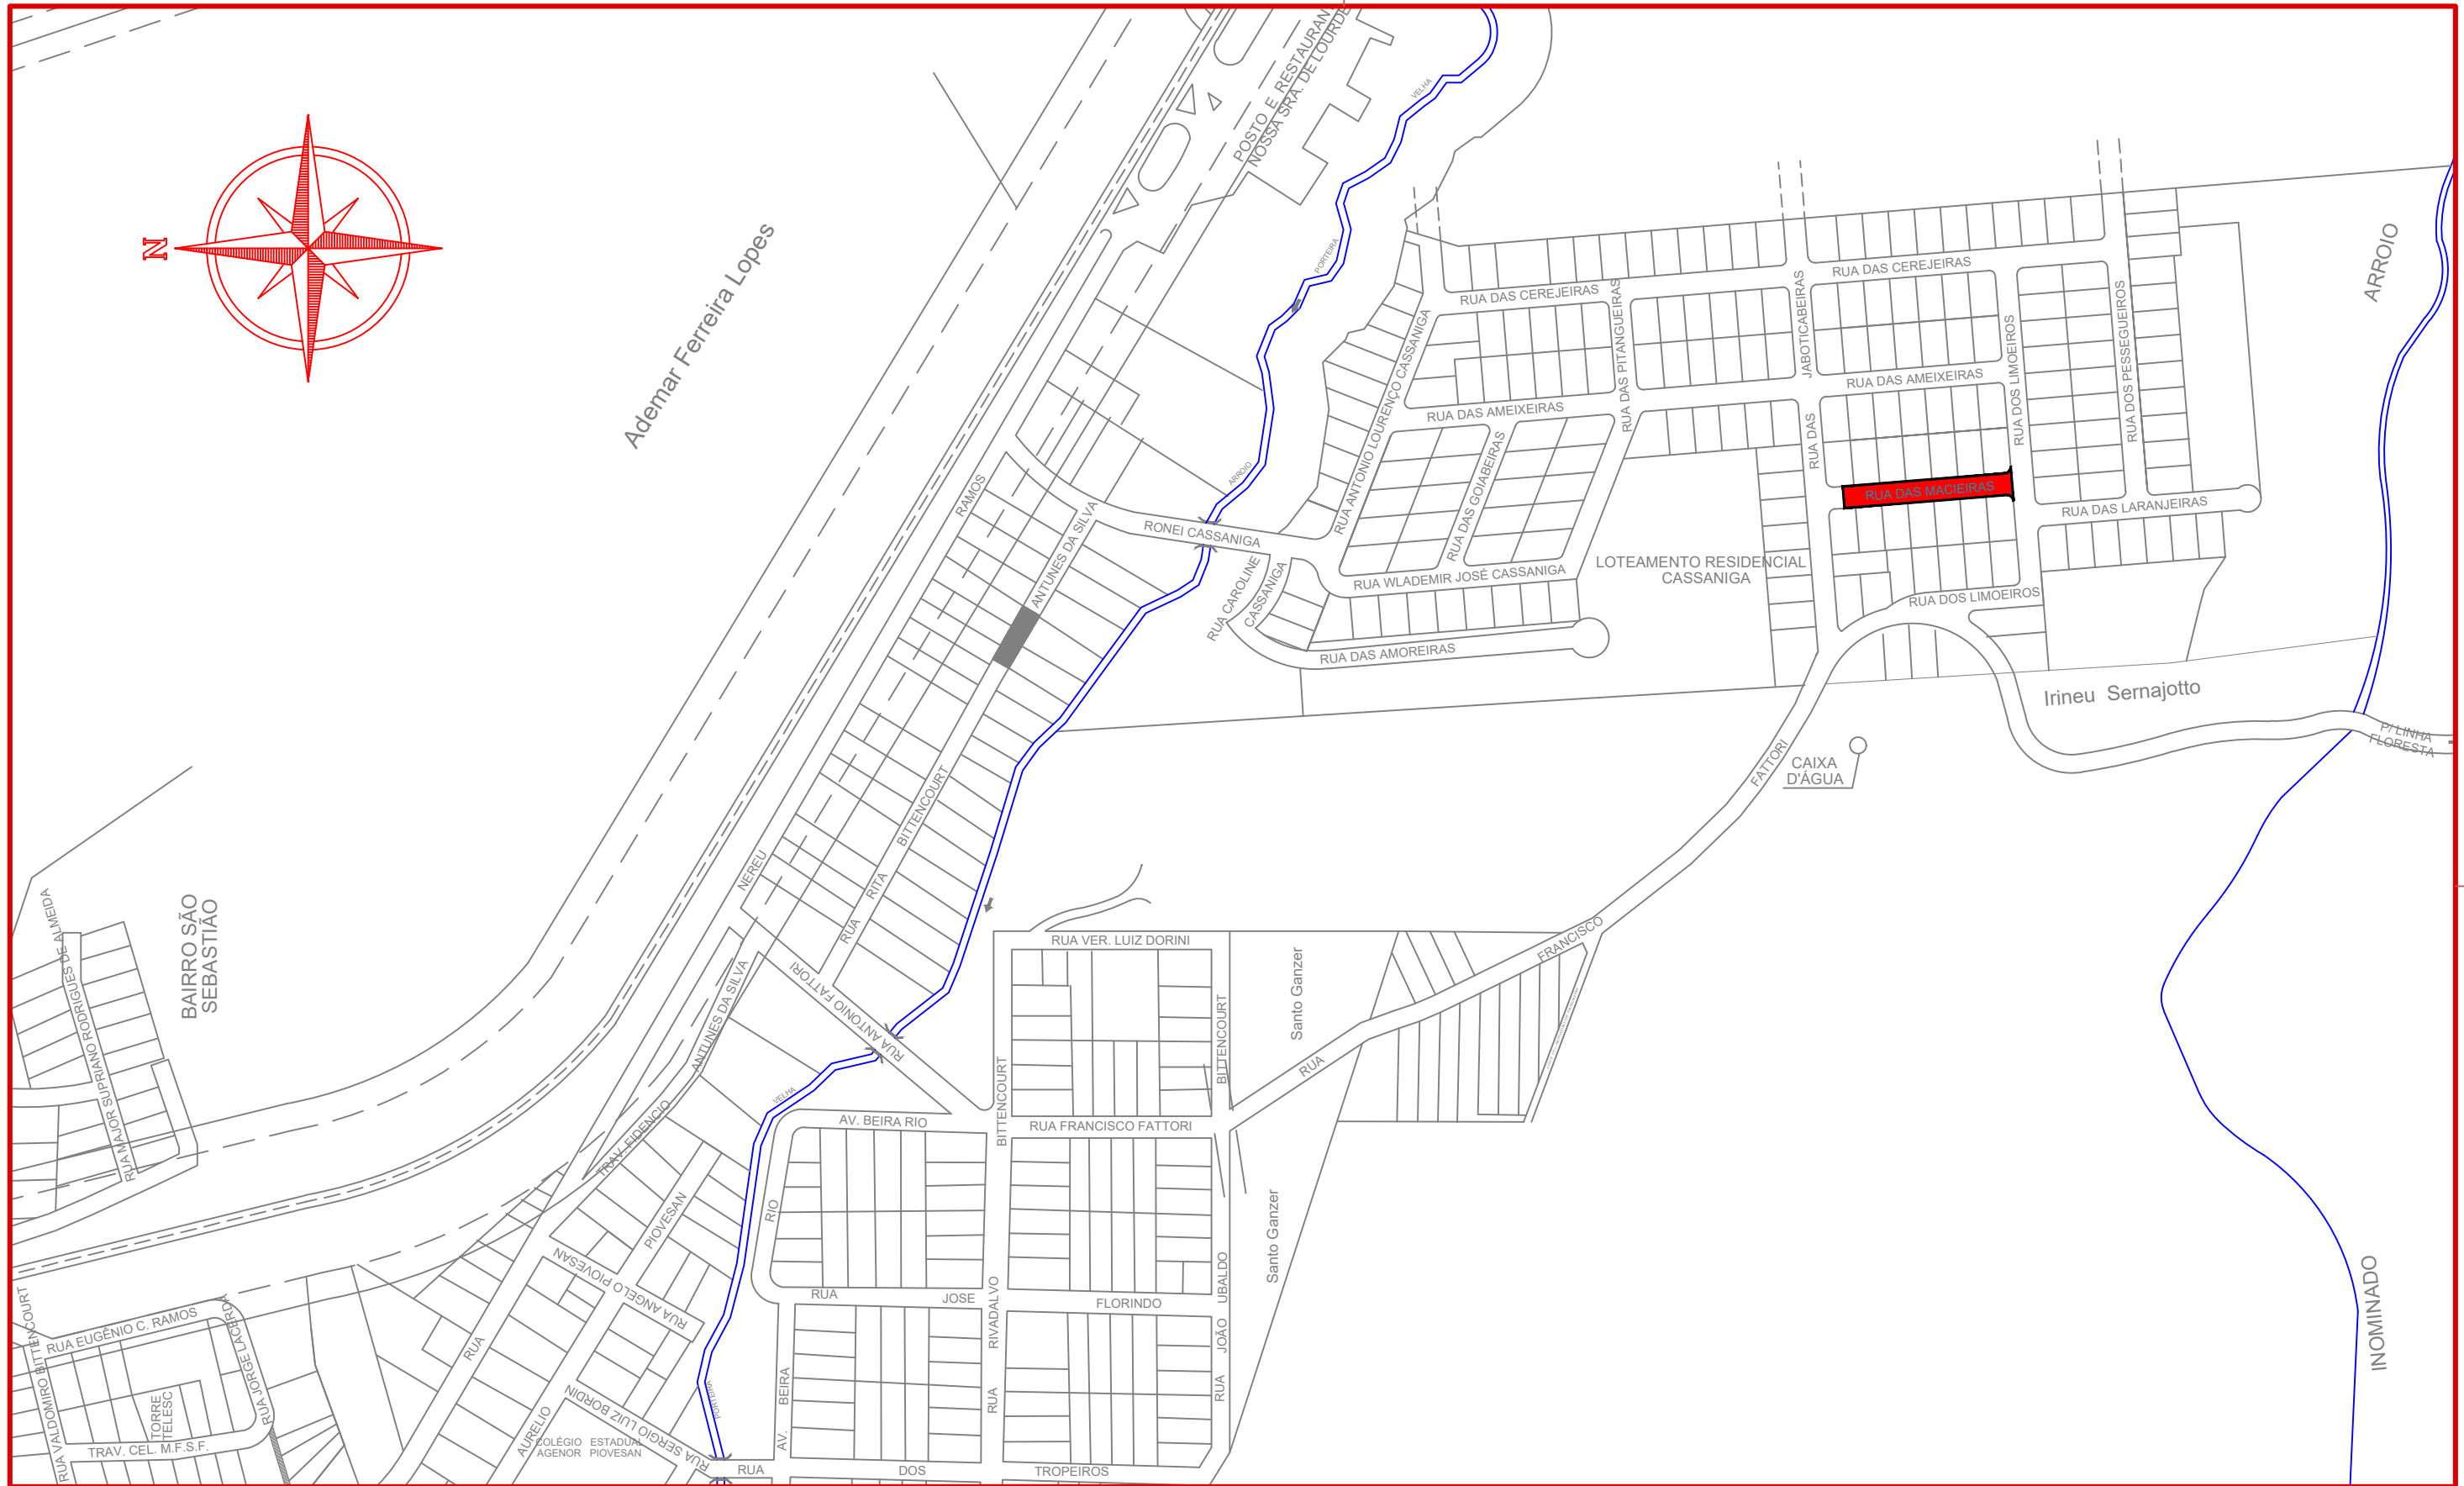 N
Ademar Ferreira Lopes
POSTO E RESTAURAN
NOSSA SRA. DE LOURDE
VELHA
PORTEIRA
ARROIO
ARROIO
RUA DAS CEREJEIRAS
RUA DAS CEREJEIRAS
RUA DAS PITANGUEIRAS
JABOTICABEIRAS
RUA DAS
RUA DOS LIMOEIROS
RUA DOS PESSEGUEIROS
RUA DAS AMEIXEIRAS
RUA DAS AMEIXEIRAS
RUA ANTONIO LOURENÇO CASSANIGA
RUA DAS GOIABEIRAS
RUA DAS MACIEIRAS
RUA DAS LARANJEIRAS
RONEI CASSANIGA
RUA CAROLINE
CASSANIGA
RUA WLADEMIR JOSÉ CASSANIGA
LOTEAMENTO RESIDENCIAL
CASSANIGA
RUA DOS LIMOEIROS
RUA DAS AMOREIRAS
Irineu Sernajotto
P/ LINHA
FLORESTA
CAIXA
D'ÁGUA
FATTORI
FRANCISCO
RUA
RAMOS
NEREU
ANTUNES DA SILVA
BITTENCOURT
RITA
RUA
BAIRRO SÃO
SEBASTIÃO
RUA MAJOR SUPRIANO RODRIGUES DE ALMEIDA
RUA ANTONIO FATTORI
ANTUNES DA SILVA
TRAV. FIDENCIO
VELHA
RUA VER. LUIZ DORINI
BITTENCOURT
BITTENCOURT
Santo Ganzer
AV. BEIRA RIO
RUA FRANCISCO FATTORI
RIO
PIOVESAN
RUA ANGELO PIOVESAN
Santo Ganzer
RUA
JOSE
FLORINDO
RIVADALVO
RUA
UBALDO
JOÃO
RUA
INOMINADO
RUA VALDOMIRO BITTENCOURT
RUA EUGÊNIO C. RAMOS
RUA JORGE LACERDA
TORRE
TELESC
TRAV. CEL. M.F.S.F.
RUA
AURELIO
RUA SERGIO LUIZ BORDIN
COLÉGIO ESTADUAL
AGENOR PIOVESAN
PORTEIRA
BEIRA
AV.
RUA
DOS
TROPEIROS